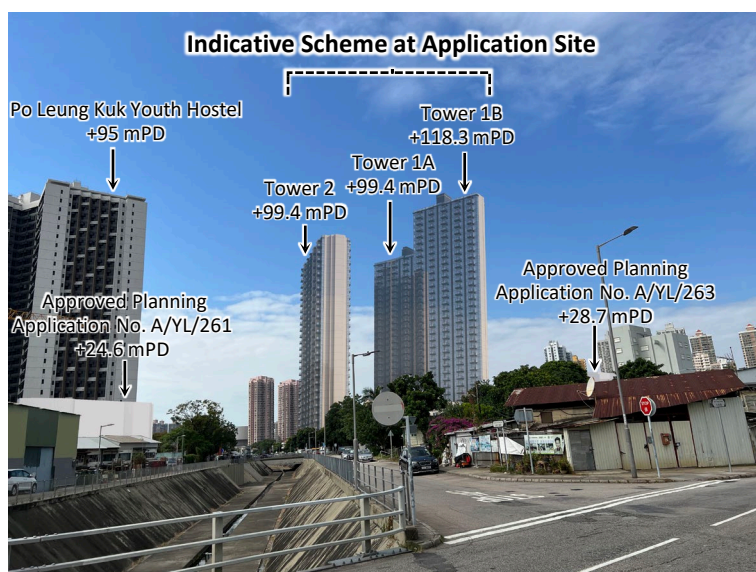 Indicative Scheme at Application Site
Po Leung Kuk Youth Hostel
+95 mPD
Tower 1B
+118.3 mPD
Tower 1A
+99.4 mPD
Tower 2
+99.4 mPD
Approved Planning
Application No. A/YL/263
+28.7 mPD
Approved Planning
Application No. A/YL/261
+24.6 mPD